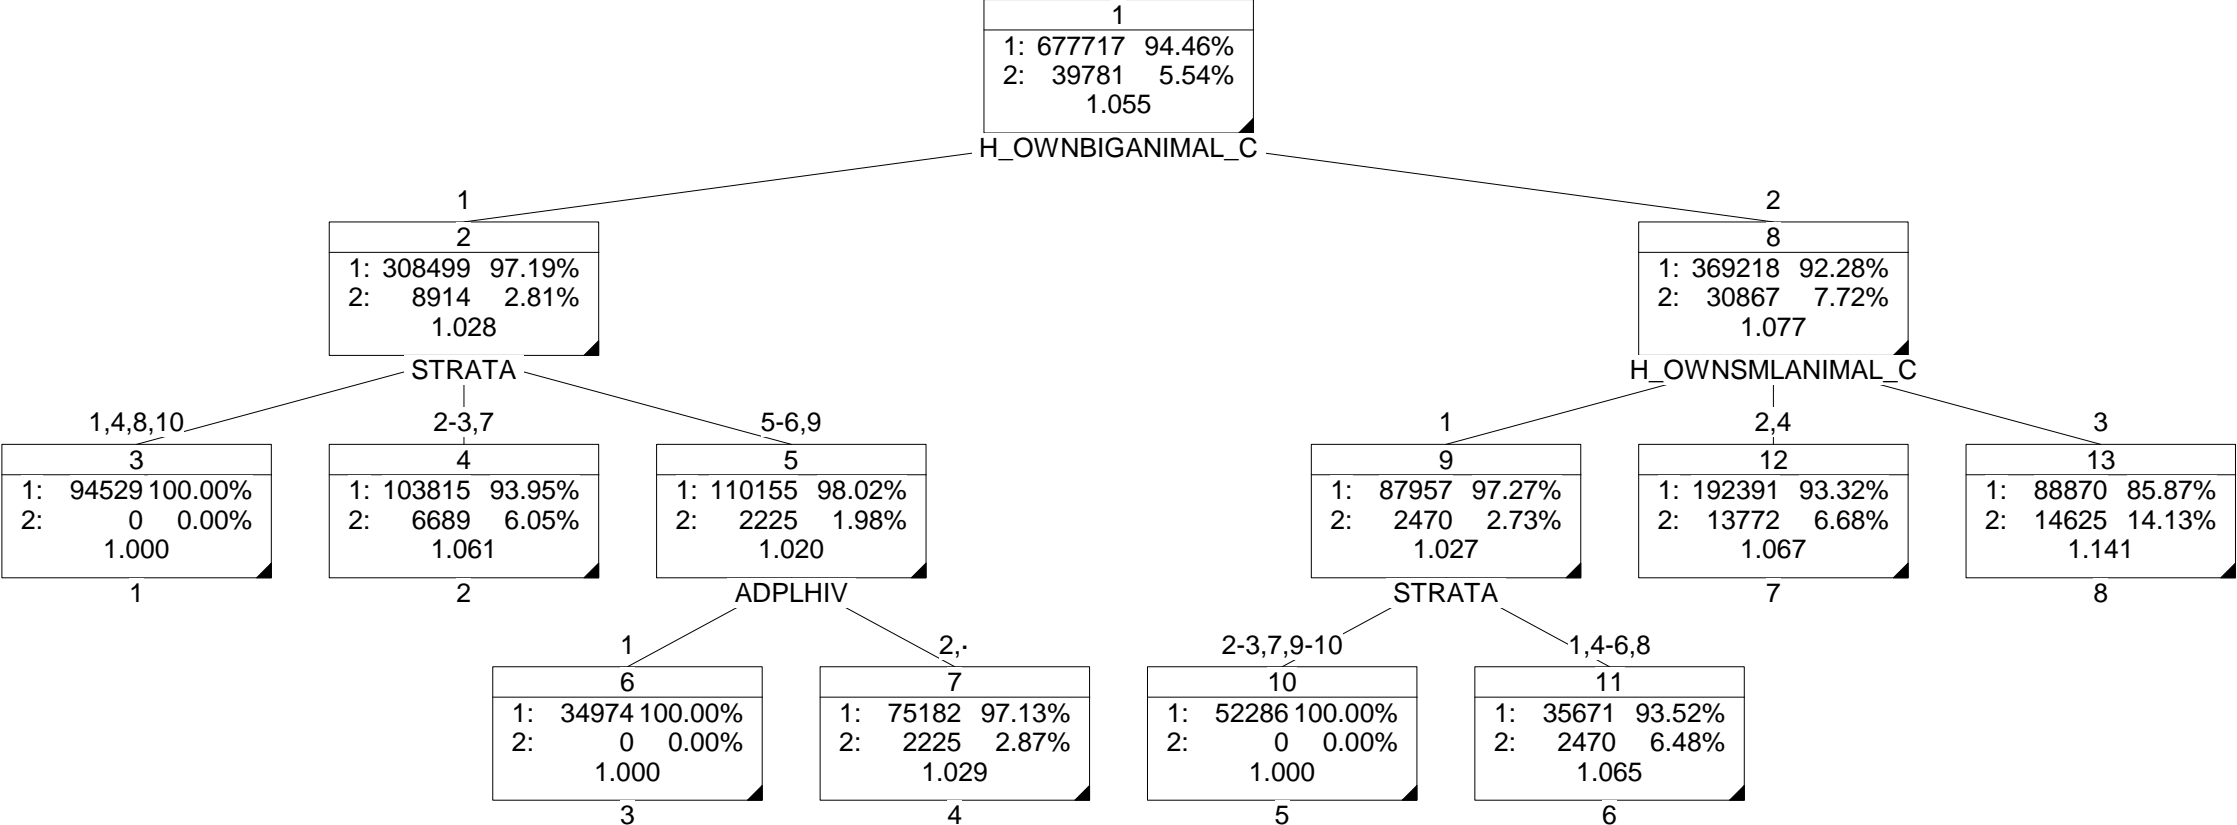 1
1: 677717 94.46%
2: 39781 5.54%
1.055
H_OWNBIGANIMAL_C
1
2
2
1: 308499 97.19%
2: 8914 2.81%
1.028
STRATA
8
1: 369218 92.28%
2: 30867 7.72%
1.077
H_OWNSMLANIMAL_C
1,4,8,10
2-3,7
5-6,9
1
2,4
3
3
1: 94529 100.00%
2: 0 0.00%
1.000
1
4
1: 103815 93.95%
2: 6689 6.05%
1.061
2
5
1: 110155 98.02%
2: 2225 1.98%
1.020
ADPLHIV
9
1: 87957 97.27%
2: 2470 2.73%
1.027
STRATA
12
1: 192391 93.32%
2: 13772 6.68%
1.067
7
13
1: 88870 85.87%
2: 14625 14.13%
1.141
8
1
2,·
2-3,7,9-10
1,4-6,8
6
1: 34974 100.00%
2: 0 0.00%
1.000
3
7
1: 75182 97.13%
2: 2225 2.87%
1.029
4
10
1: 52286 100.00%
2: 0 0.00%
1.000
5
11
1: 35671 93.52%
2: 2470 6.48%
1.065
6